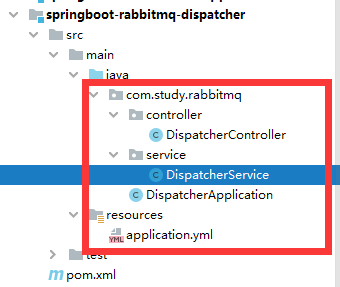 springboot-rabbitmq-dispatcher
src
main
java
com.study.rabbitmq
controller
DispatcherController
service
DispatcherService
DispatcherApplication
resources
YML application.yml
test
pom.xml